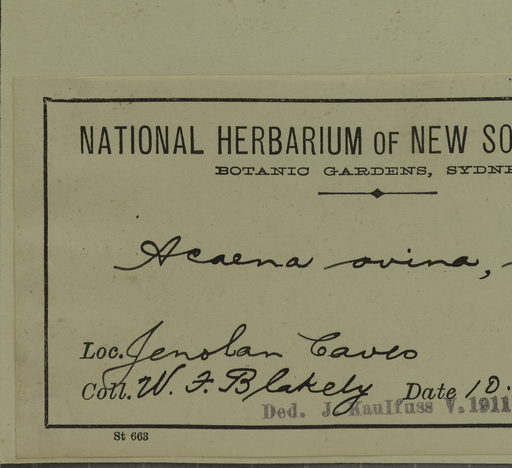 NATIONAL HERBARIUM OF NEW SO
BOTANIC GARDENS, SYDNE
Acaena ovina,
Loc. Jenolan Caves
Coll. W. F. Blakely Date 10.
Ded. J. Kaulfuss V. 1911
St 663